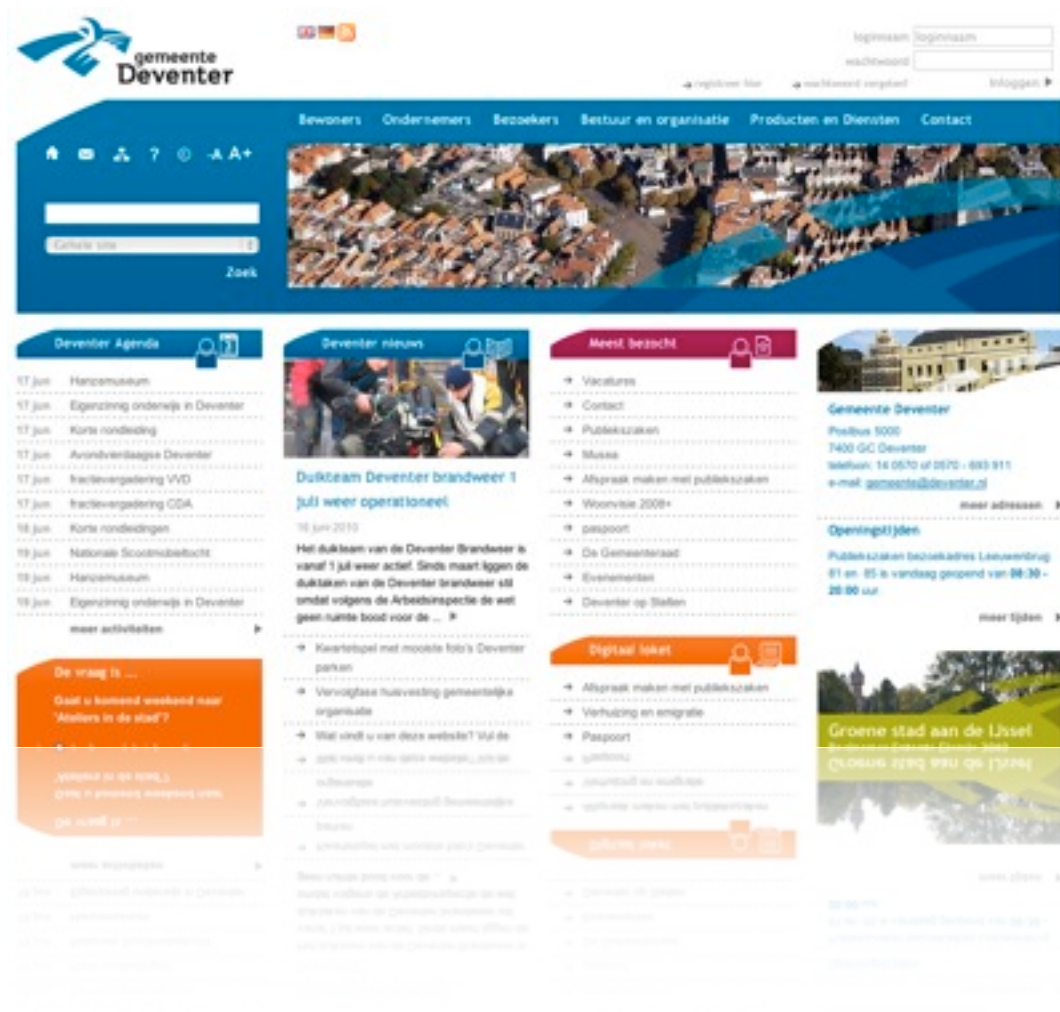 gemeente
Deventer
loginnaam loginnaam
wachtwoord
registreer hier wachtwoord vergeten?
Inloggen
Bewoners Ondernemers Bezoekers Bestuur en organisatie Producten en Diensten Contact
? © -A A+
Gehele site
Zoek
Deventer Agenda
17 jun Hanzemuseum
17 jun Eigenzinnig onderwijs in Deventer
17 jun Korte rondleiding
17 jun Avondvierdaagse Deventer
17 jun fractievergadering VVD
17 jun fractievergadering CDA
18 jun Korte rondleidingen
19 jun Nationale Scootmobieltocht
19 jun Hanzemuseum
19 jun Eigenzinnig onderwijs in Deventer
meer activiteiten
De vraag is ...
Gaat u komend weekend naar
'Ateliers in de stad'?
Deventer nieuws
Duikteam Deventer brandweer 1
juli weer operationeel
16 juni 2010
Het duikteam van de Deventer Brandweer is
vanaf 1 juli weer actief. Sinds maart liggen de
duiktaken van de Deventer brandweer stil
omdat volgens de Arbeidsinspectie de wet
geen ruimte bood voor de ...
Kwartetspel met mooiste foto's Deventer
parken
Vervolgfase huisvesting gemeentelijke
organisatie
Wat vindt u van deze website? Vul de
Meest bezocht
Vacatures
Contact
Publiekszaken
Musea
Afspraak maken met publiekszaken
Woonvisie 2008+
paspoort
De Gemeenteraad
Evenementen
Deventer op Stelten
Digitaal loket
Afspraak maken met publiekszaken
Verhuizing en emigratie
Paspoort
Gemeente Deventer
Postbus 5000
7400 GC Deventer
telefoon: 14 0570 of 0570 - 693 911
e-mail: gemeente@deventer.nl
meer adressen
Openingstijden
Publiekszaken bezoekadres Leeuwenbrug
81 en 85 is vandaag geopend van 08:30 -
20:00 uur.
meer tijden
Groene stad aan de IJssel